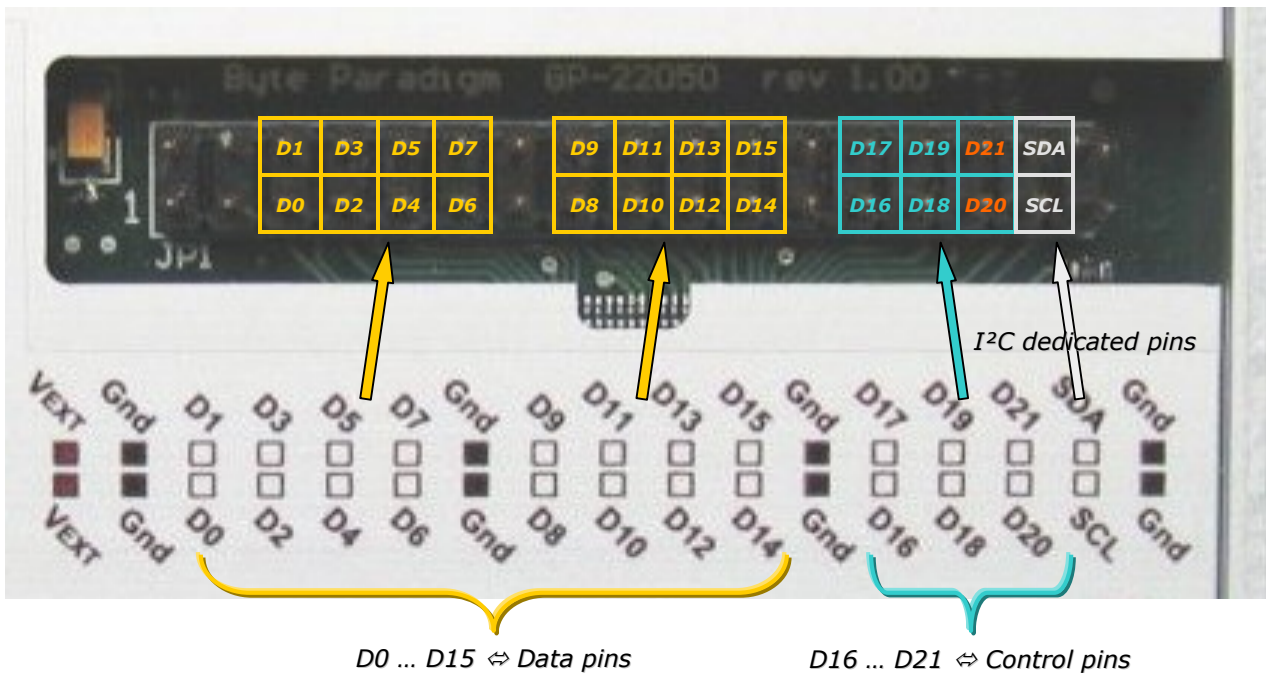 Byte Paradigm GP-22050 rev 1.00
D1 D3 D5 D7 D9 D11 D13 D15 D17 D19 D21 SDA
D0 D2 D4 D6 D8 D10 D12 D14 D16 D18 D20 SCL
1
JP1
I²C dedicated pins
VEXT Gnd D1 D3 D5 D7 Gnd D9 D11 D13 D15 Gnd D17 D19 D21 SDA Gnd
VEXT Gnd D0 D2 D4 D6 Gnd D8 D10 D12 D14 Gnd D16 D18 D20 SCL Gnd
D0 … D15 ⬄ Data pins
D16 … D21 ⬄ Control pins